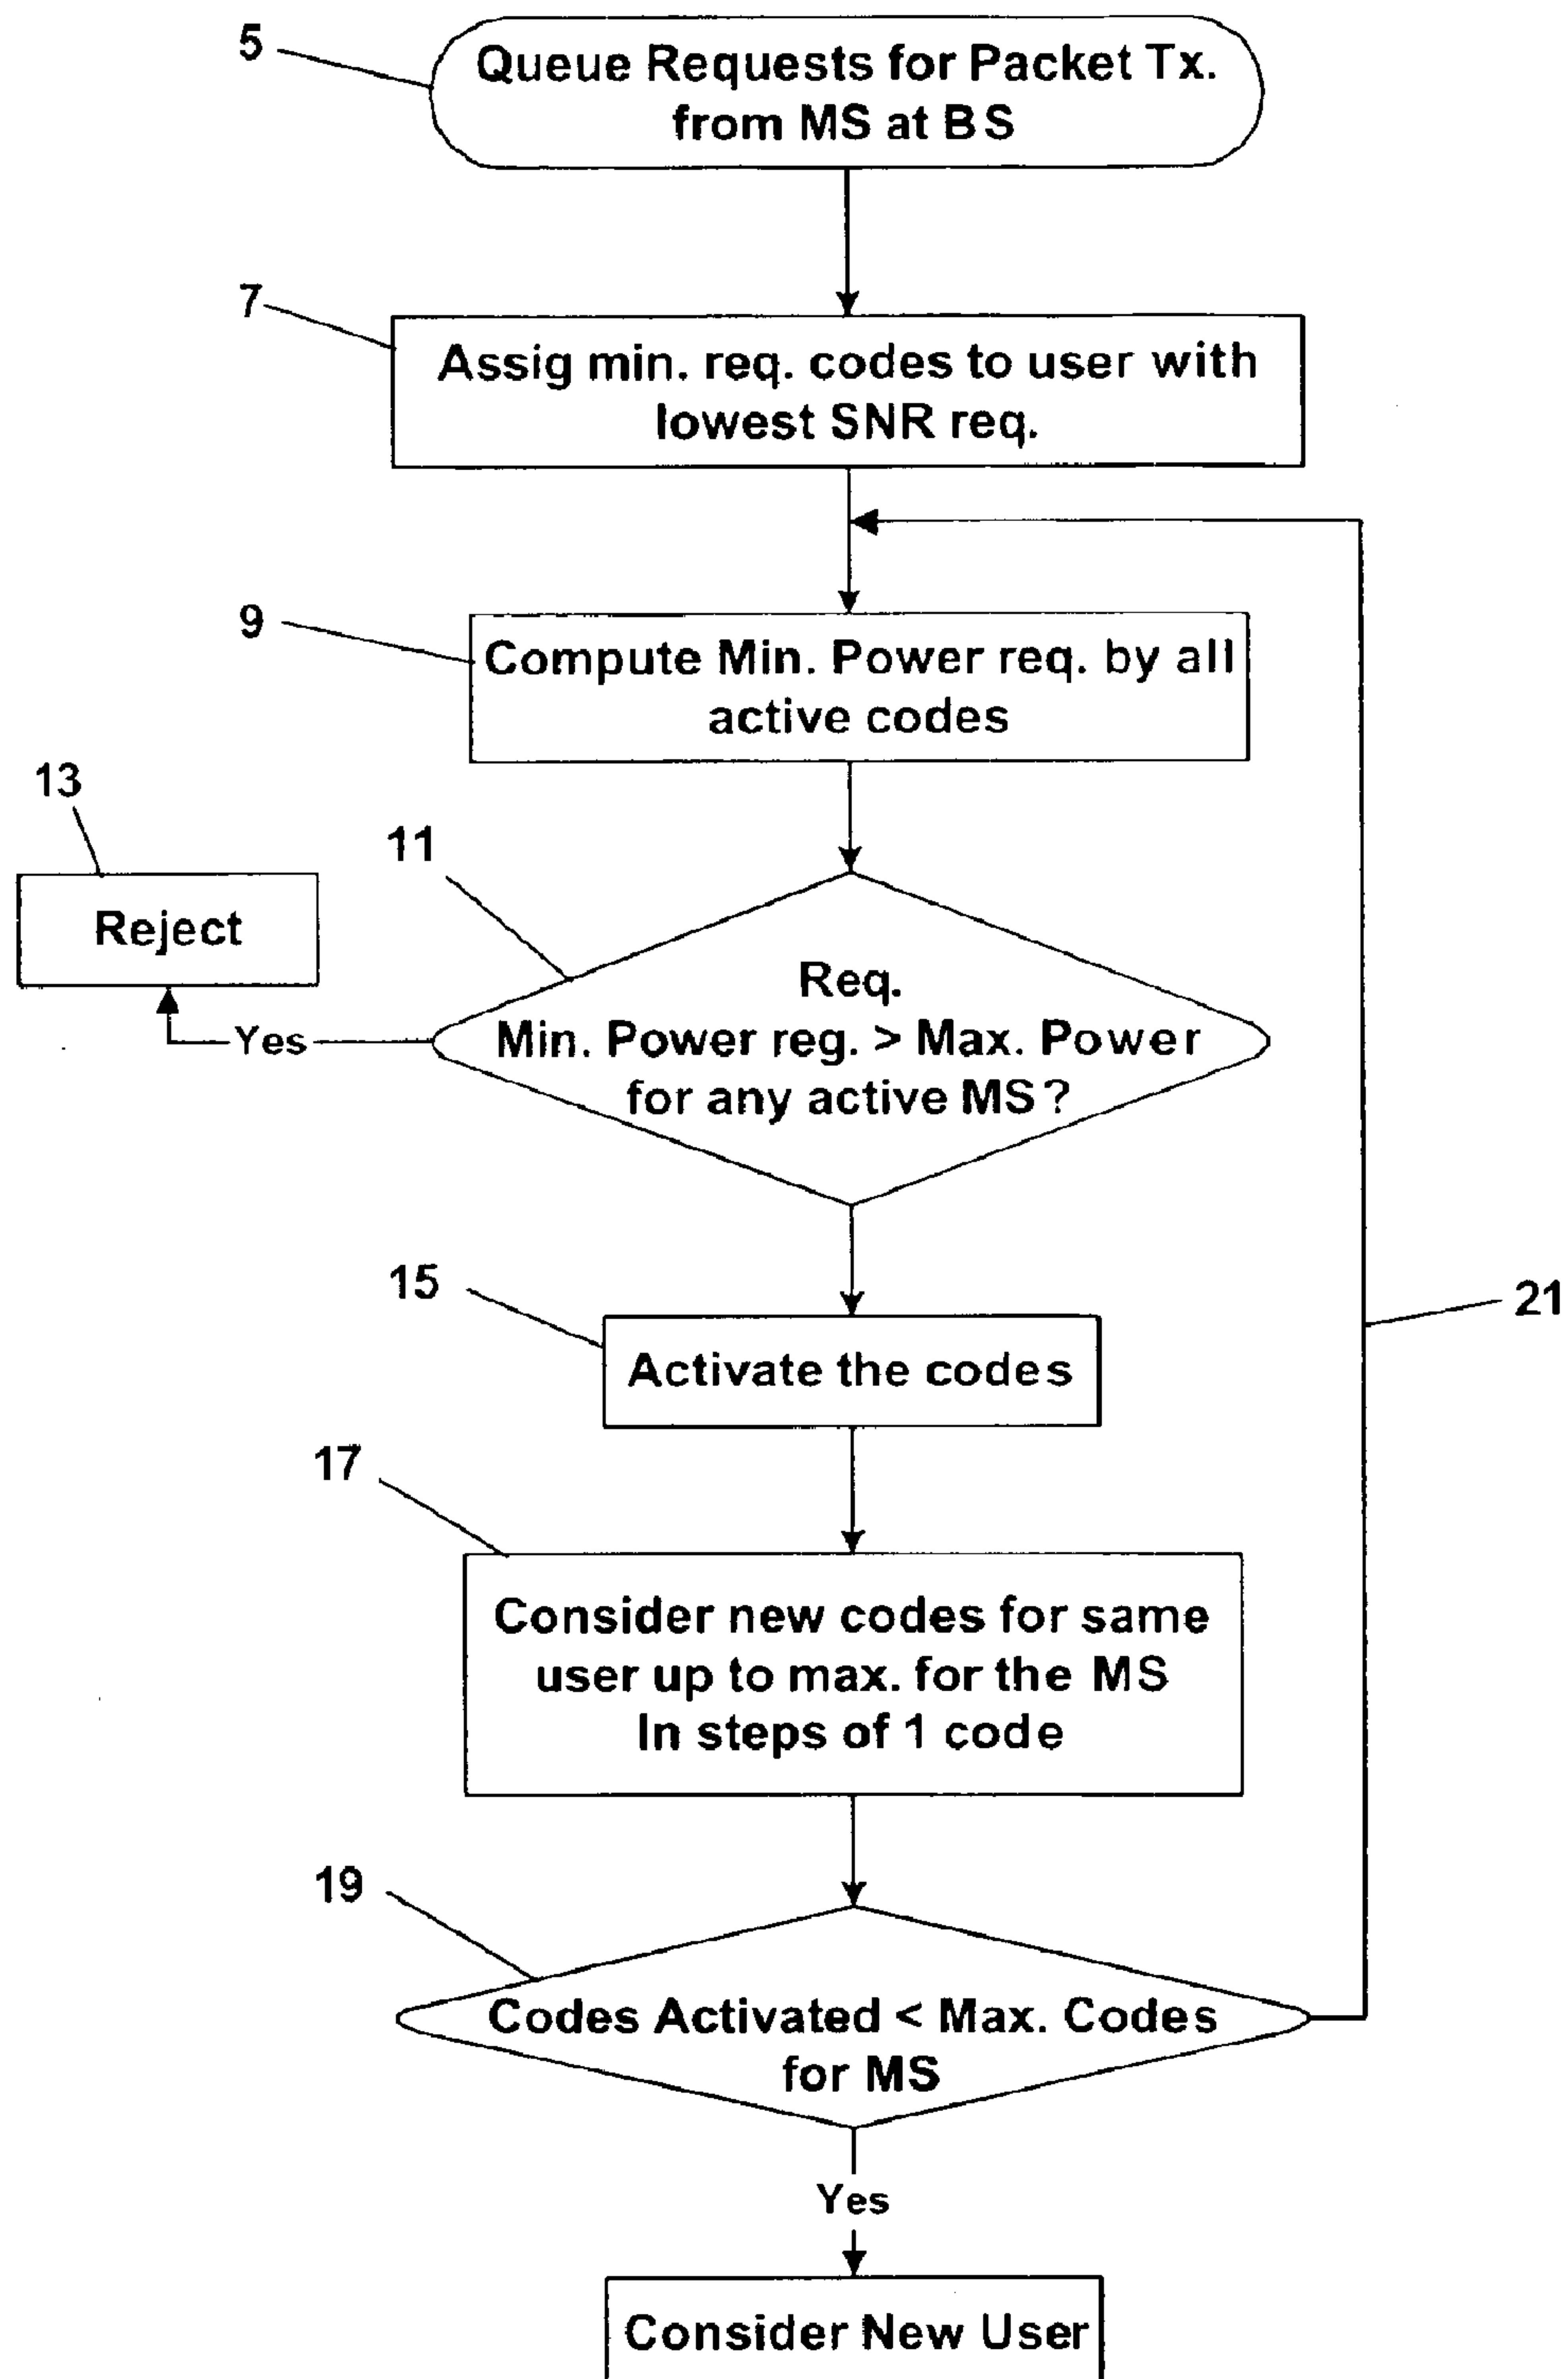 5
Queue Requests for Packet Tx.
from MS at BS
7
Assig min. req. codes to user with
lowest SNR req.
9
Compute Min. Power req. by all
active codes
13
Reject
11
Req.
Min. Power reg. > Max. Power
for any active MS?
Yes
15
Activate the codes
21
17
Consider new codes for same
user up to max. for the MS
In steps of 1 code
19
Codes Activated < Max. Codes
for MS
Yes
Consider New User